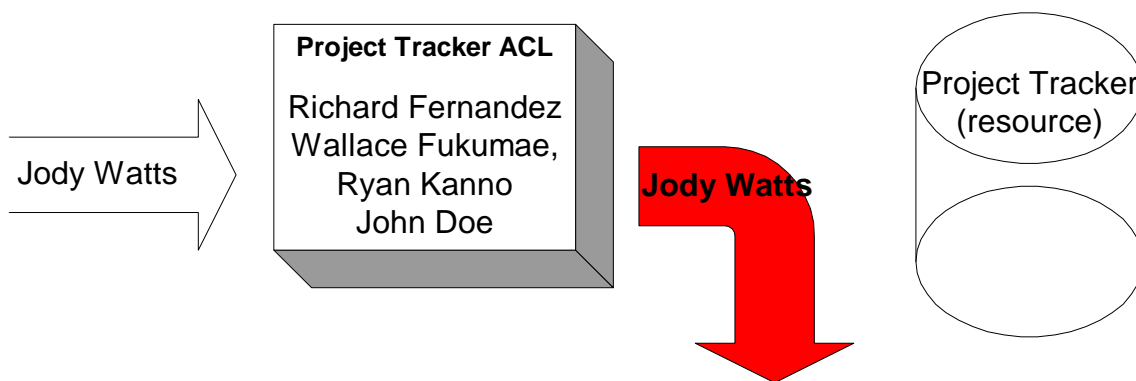 Jody Watts
Project Tracker ACL
Richard Fernandez
Wallace Fukumae,
Ryan Kanno
John Doe
Jody Watts
Project Tracker
(resource)